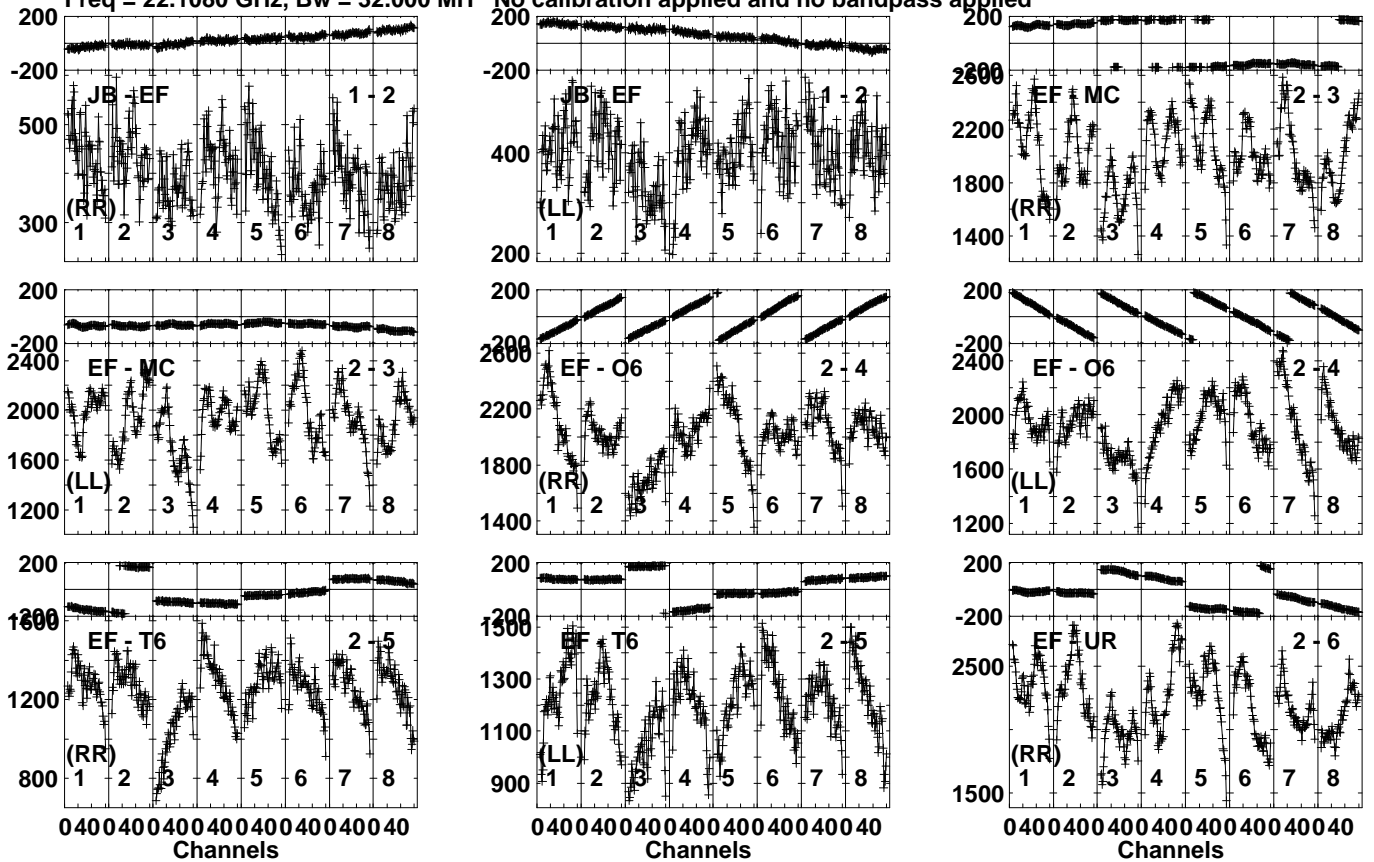 Freq = 22.1080 GHz, Bw = 32.000 MH No calibration applied and no bandpass applied
200
-200
JB - EF 1 - 2
500
300
(RR)
1 2 3 4 5 6 7 8
200
-200
JB - EF 1 - 2
400
200
(LL)
1 2 3 4 5 6 7 8
200
-200
2600
EF - MC 2 - 3
2200
1800
1400
(RR)
1 2 3 4 5 6 7 8
200
-200
2400
EF - MC 2 - 3
2000
1600
1200
(LL)
1 2 3 4 5 6 7 8
200
-200
2600
EF - O6 2 - 4
2200
1800
1400
(RR)
1 2 3 4 5 6 7 8
200
-200
2400
EF - O6 2 - 4
2000
1600
1200
(LL)
1 2 3 4 5 6 7 8
200
-200
1600
EF - T6 2 - 5
1200
800
(RR)
1 2 3 4 5 6 7 8
040040040040040040040040
Channels
200
-200
1500
EF - T6 2 - 5
1300
1100
900
(LL)
1 2 3 4 5 6 7 8
040040040040040040040040
Channels
200
-200
EF - UR 2 - 6
2500
1500
(RR)
1 2 3 4 5 6 7 8
040040040040040040040040
Channels